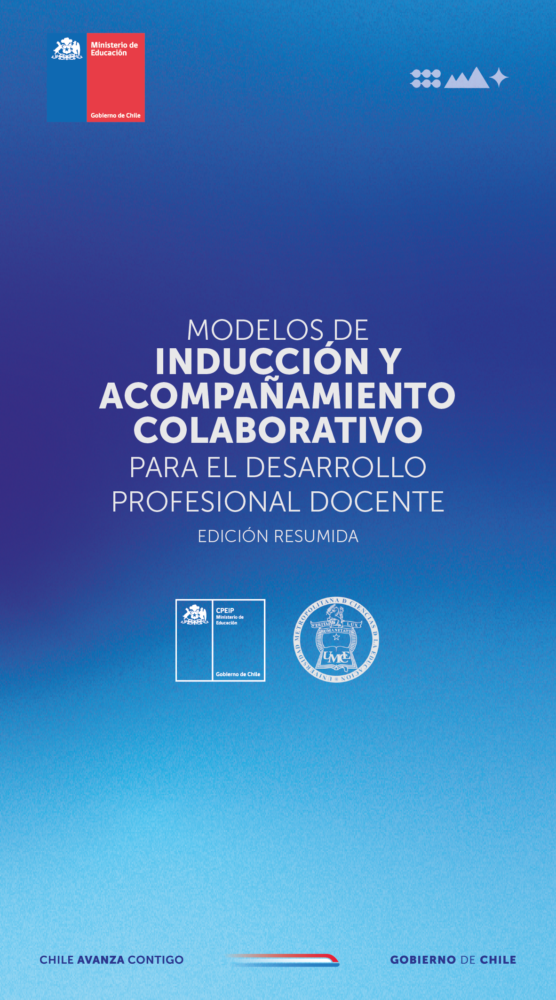 Ministerio de
Educación
Gobierno de Chile
MODELOS DE
INDUCCIÓN Y
ACOMPAÑAMIENTO
COLABORATIVO
PARA EL DESARROLLO
PROFESIONAL DOCENTE
EDICIÓN RESUMIDA
CPEIP
Ministerio de
Educación
Gobierno de Chile
UNIVERSIDAD METROPOLITANA D CIENCIAS D LA EDUCACION
VERITAS LUX
HUMANITATIS
UMCE
CHILE AVANZA CONTIGO
GOBIERNO DE CHILE